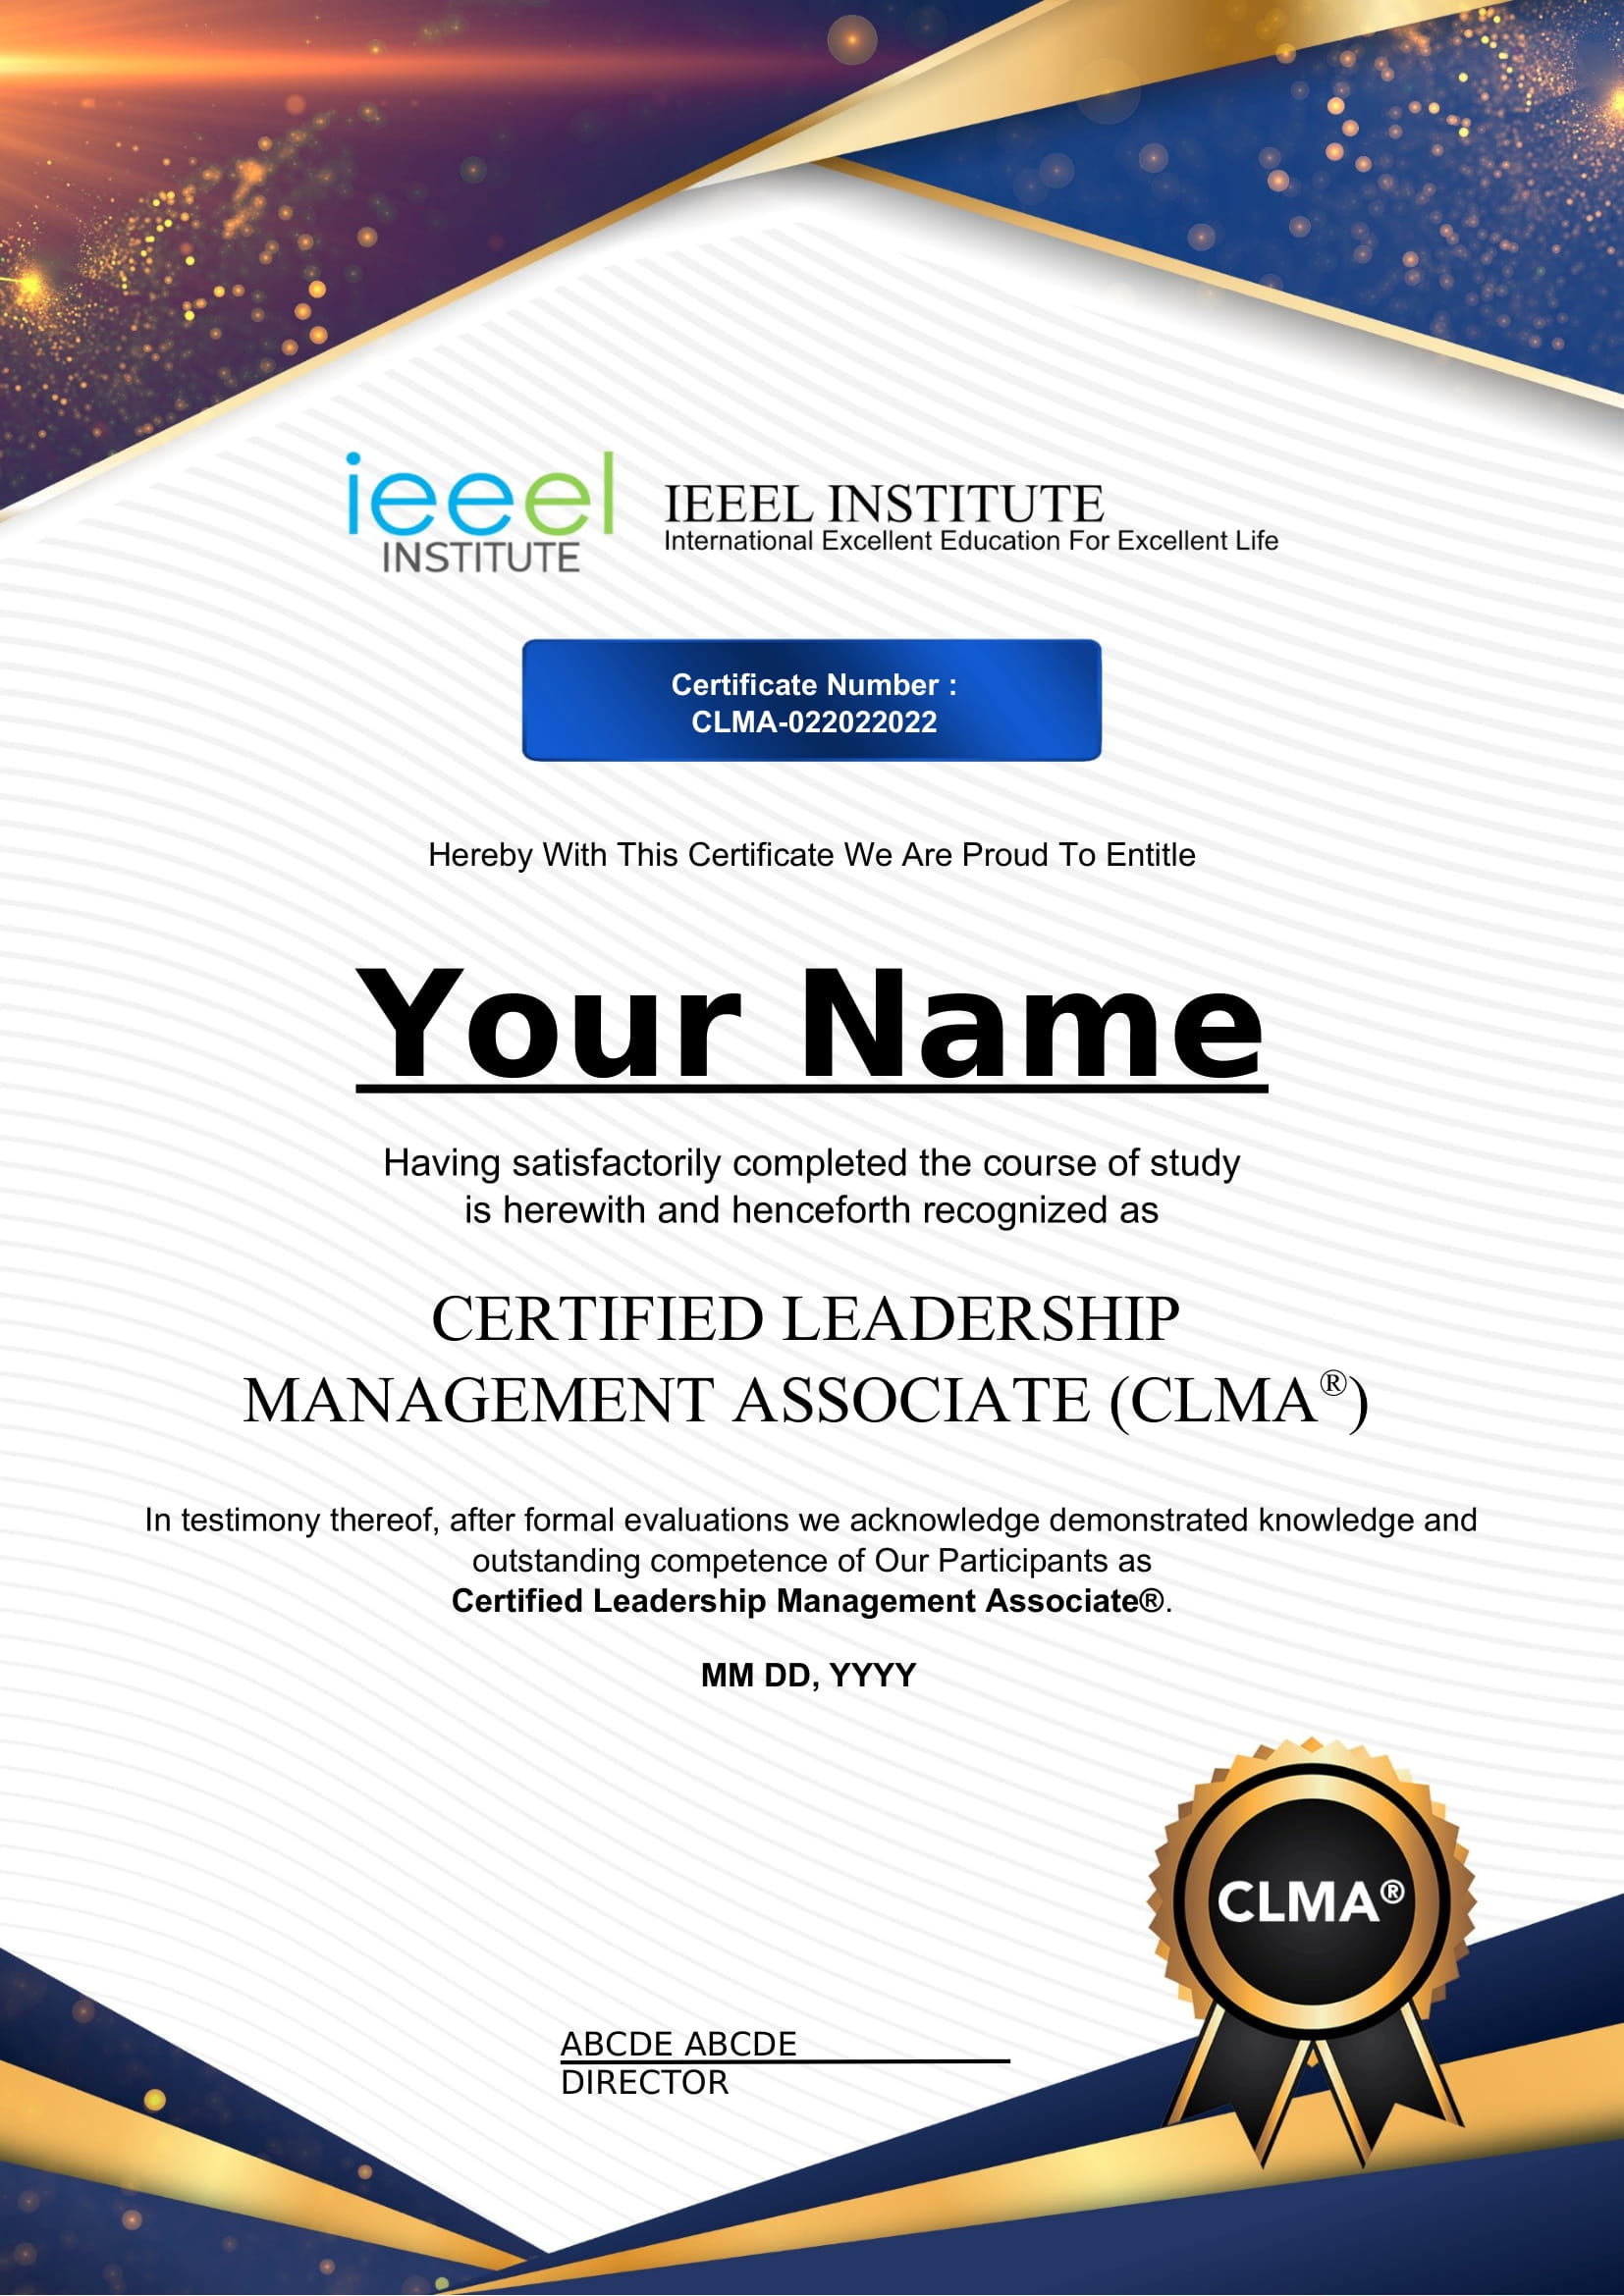 ieeel
INSTITUTE
IEEEL INSTITUTE
International Excellent Education For Excellent Life
Certificate Number :
CLMA-022022022
Hereby With This Certificate We Are Proud To Entitle
Your Name
Having satisfactorily completed the course of study
is herewith and henceforth recognized as
CERTIFIED LEADERSHIP
MANAGEMENT ASSOCIATE (CLMA®)
In testimony thereof, after formal evaluations we acknowledge demonstrated knowledge and
outstanding competence of Our Participants as
Certified Leadership Management Associate®.
MM DD, YYYY
CLMA®
ABCDE ABCDE
DIRECTOR